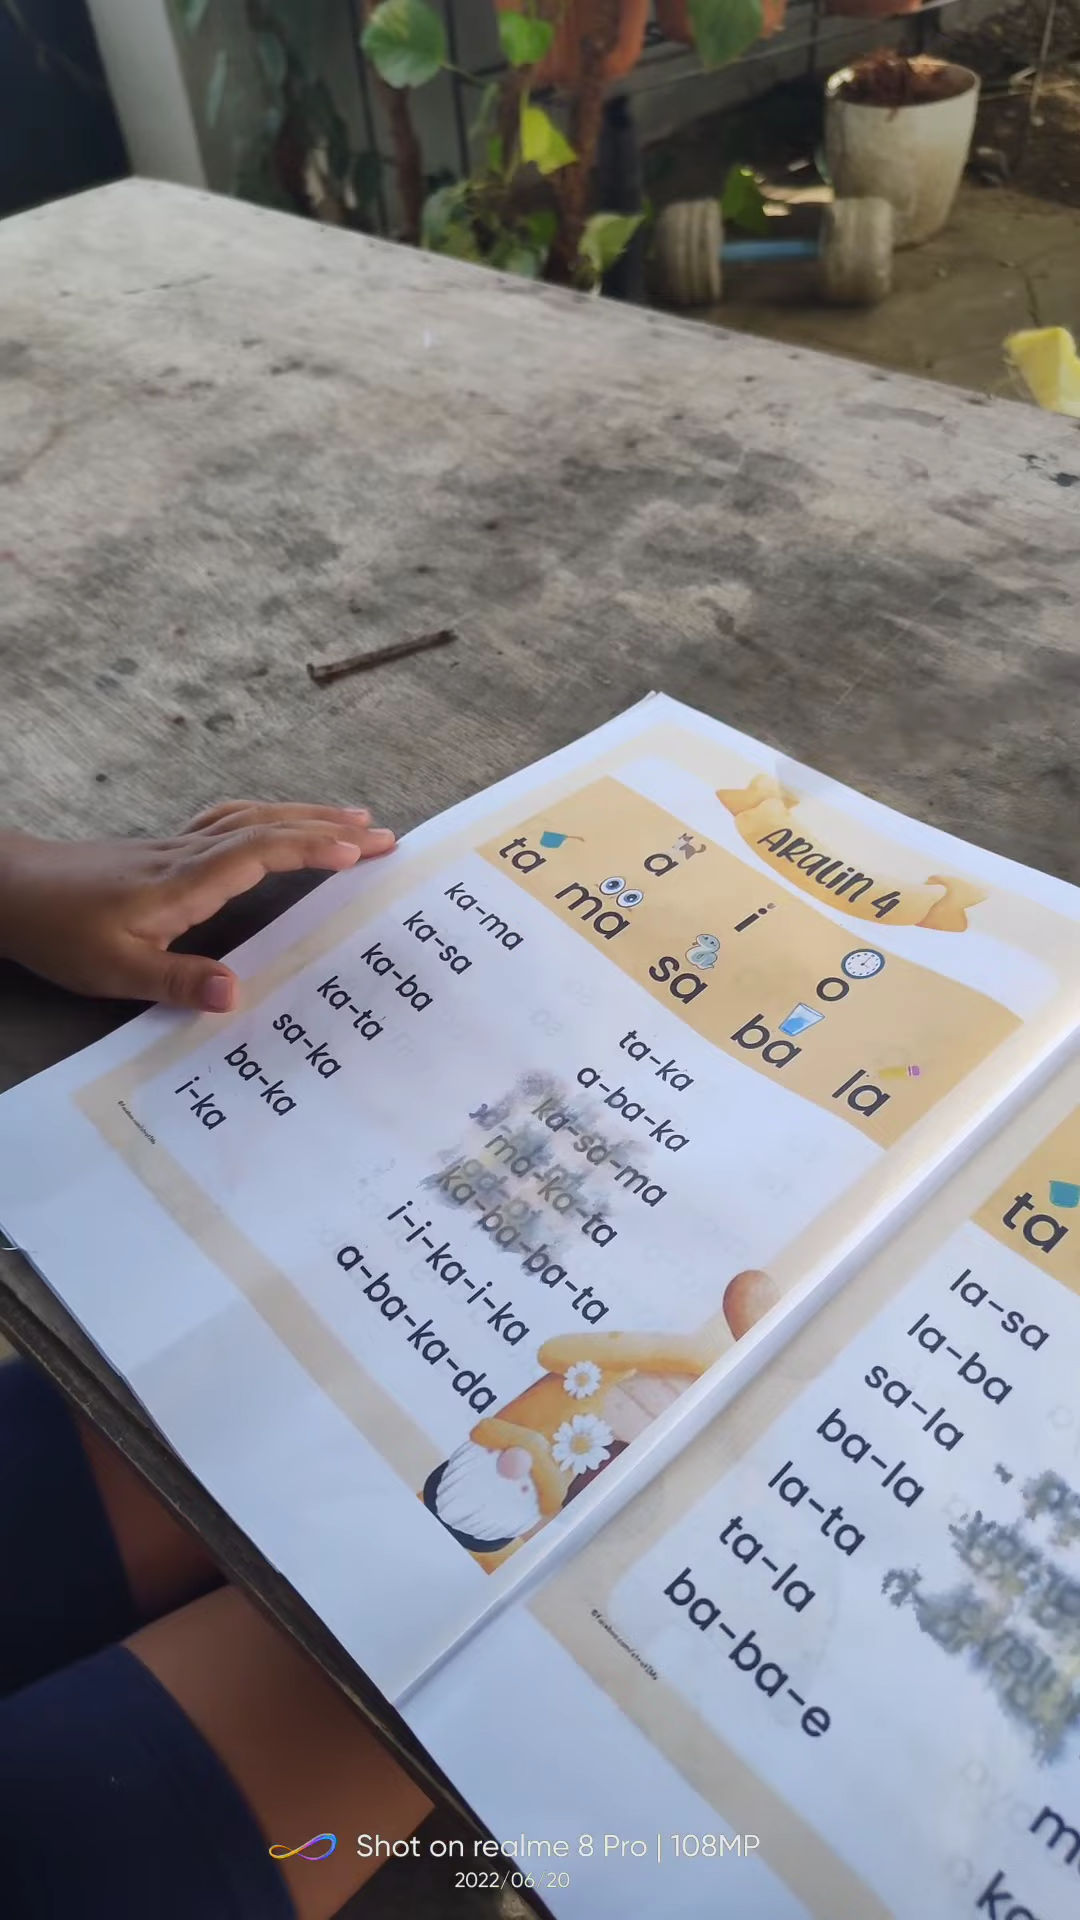 ARALIN 4
a i o
ta ma sa ba la
ka-ma
ka-sa
ka-ba
ka-ta
sa-ka
ba-ka
i-ka
ta-ka
a-ba-ka
ka-sa-ma
ma-ka-ta
ka-ba-ba-ta
i-i-ka-i-ka
a-ba-ka-da
ta
la-sa
la-ba
sa-la
ba-la
la-ta
ta-la
ba-ba-e
Shot on realme 8 Pro | 108MP
2022/06/20